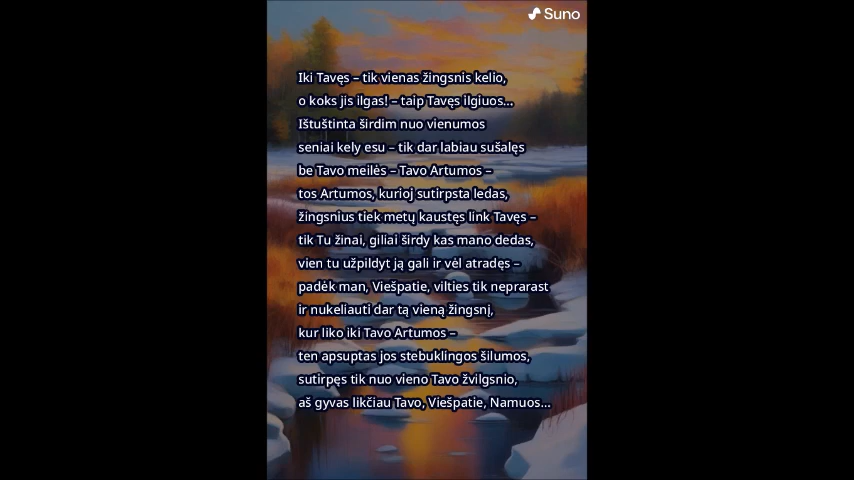 Suno
Iki Tavęs – tik vienas žingsnis kelio,
o koks jis ilgas! – taip Tavęs ilgiuos...
Ištuštinta širdim nuo vienumos
seniai kely esu – tik dar labiau sušalęs
be Tavo meilės – Tavo Artumos –
tos Artumos, kurioj sutirpsta ledas,
žingsnius tiek metų kaustęs link Tavęs –
tik Tu žinai, giliai širdy kas mano dedas,
vien tu užpildyt ją gali ir vėl atradęs –
padėk man, Viešpatie, vilties tik neprarast
ir nukeliauti dar tą vieną žingsnį,
kur liko iki Tavo Artumos –
ten apsuptas jos stebuklingos šilumos,
sutirpęs tik nuo vieno Tavo žvilgsnio,
aš gyvas likčiau Tavo, Viešpatie, Namuos...